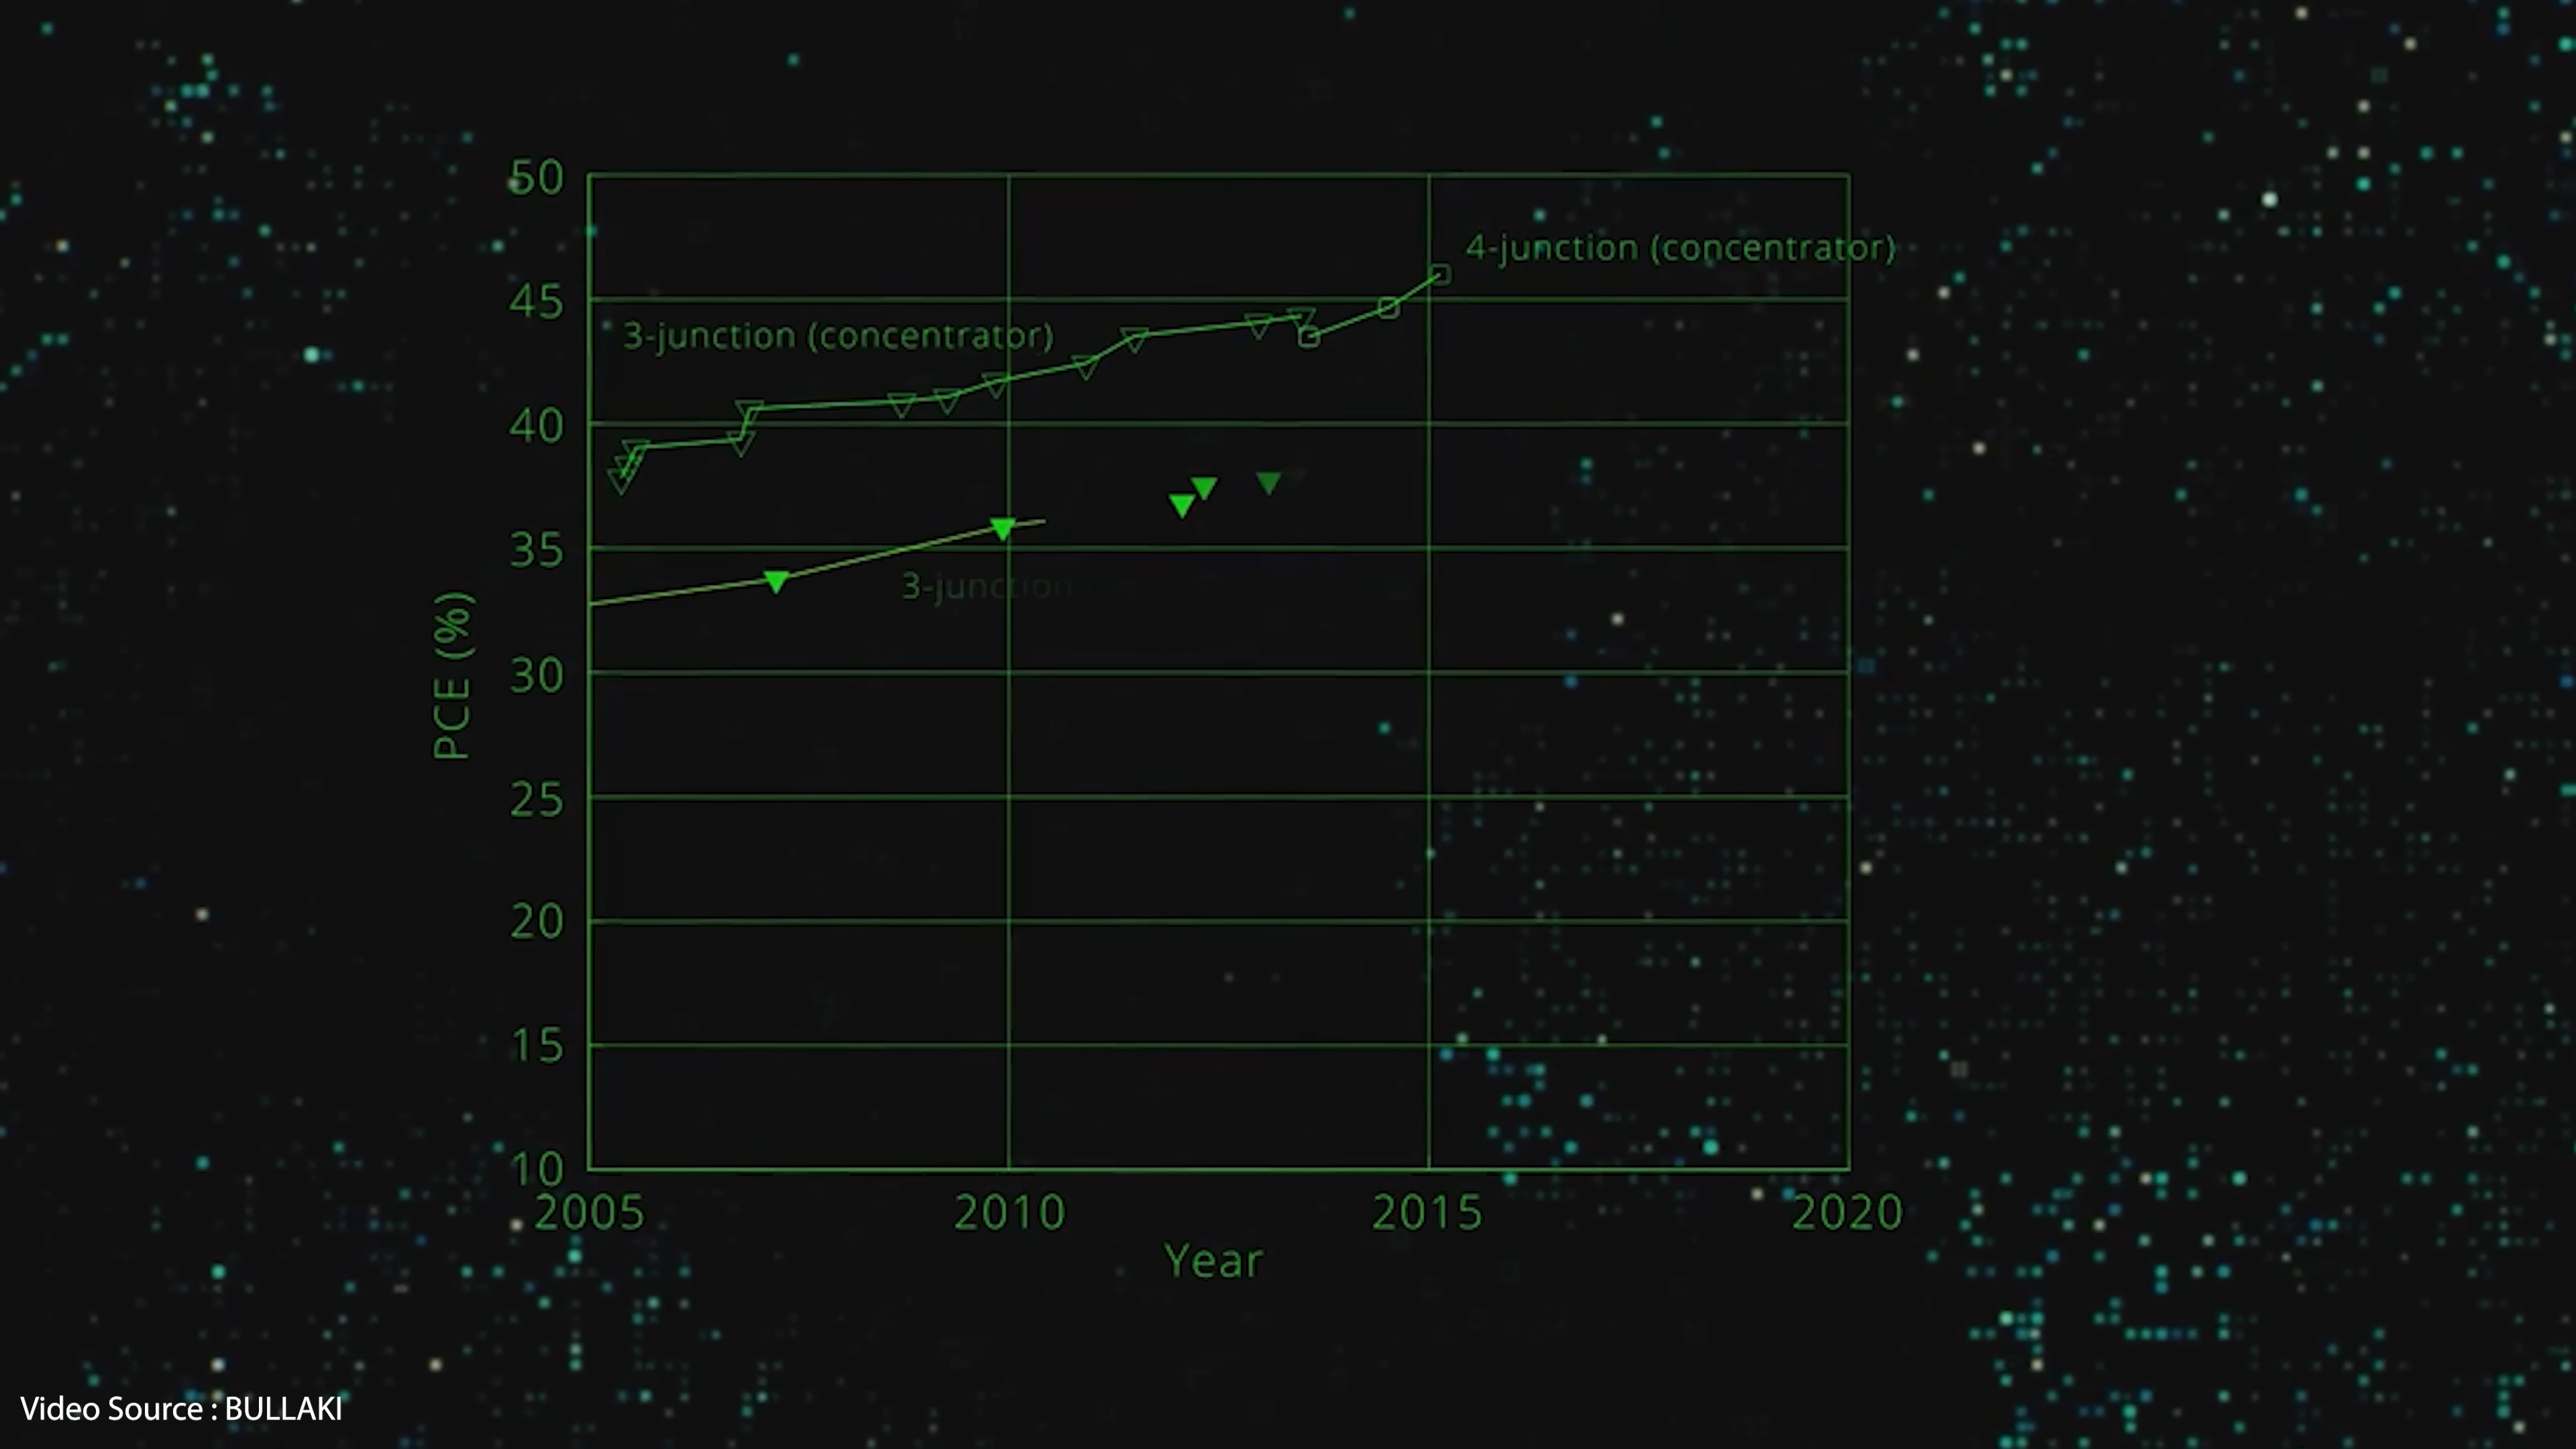 50
4-junction (concentrator)
45
3-junction (concentrator)
40
35
3-junction
PCE (%)
30
25
20
15
10
2005 2010 2015 2020
Year
Video Source : BULLAKI